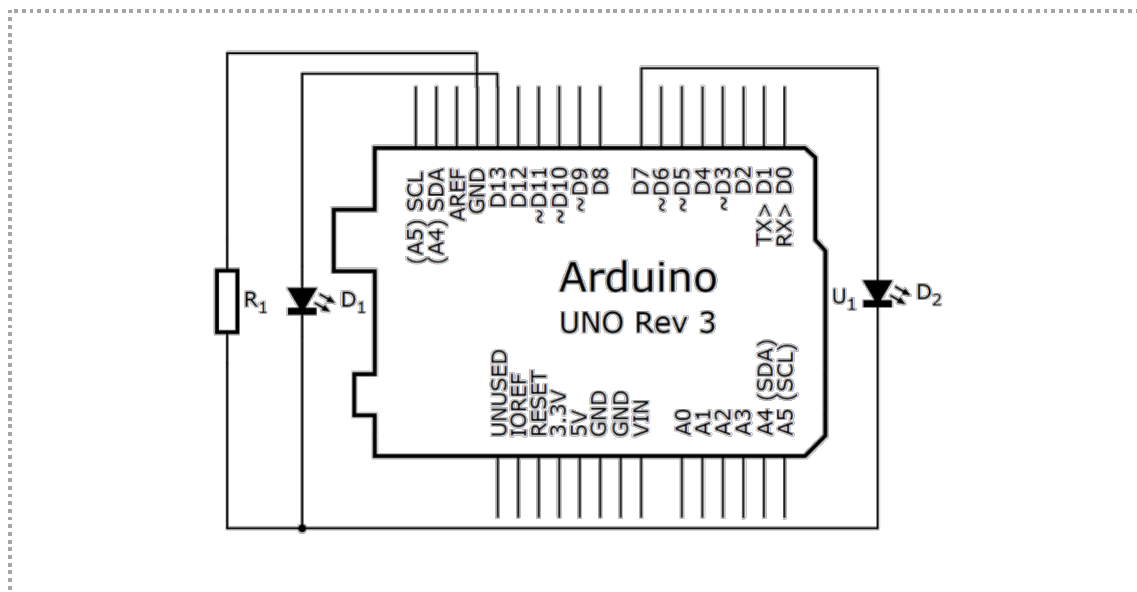 (A5) SCL
(A4) SDA
AREF
GND
D13
D12
~D11
~D10
~D9
D8
D7
~D6
~D5
D4
~D3
D2
TX> D1
RX> D0
Arduino
UNO Rev 3
R1
D1
U1
D2
UNUSED
IOREF
RESET
3.3V
5V
GND
GND
VIN
A0
A1
A2
A3
A4 (SDA)
A5 (SCL)